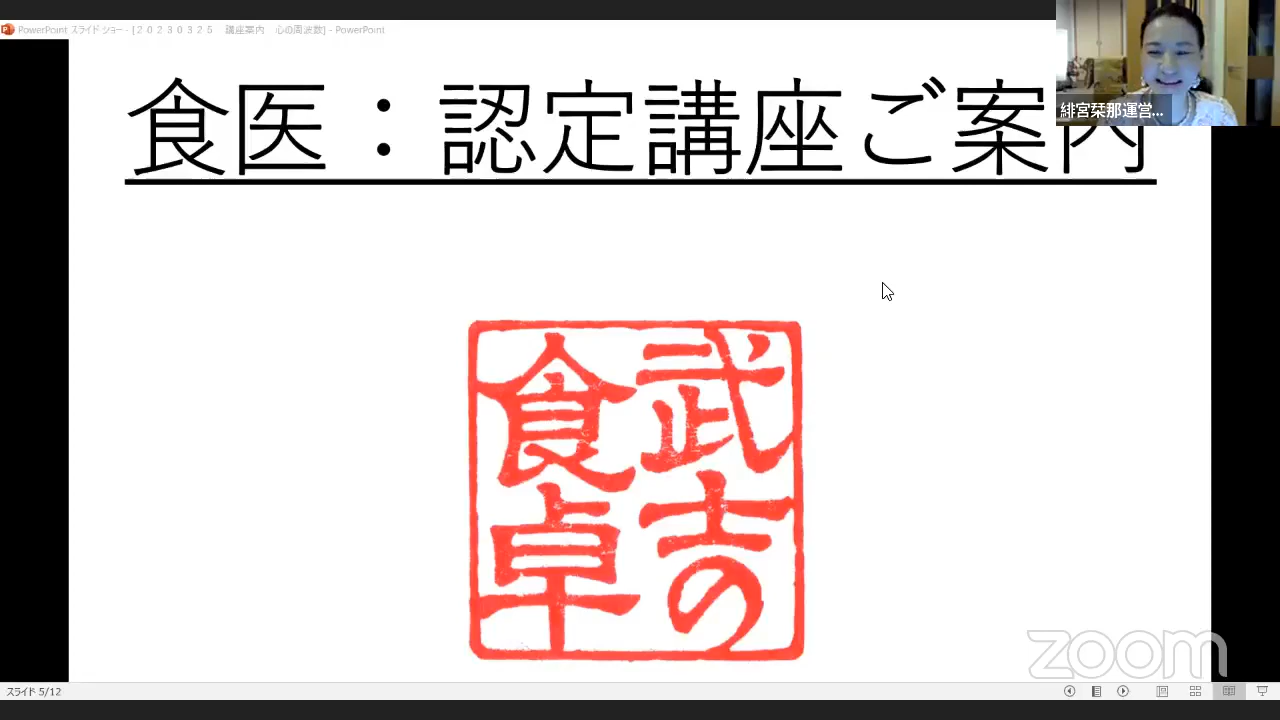 PowerPoint スライド ショー - [２０２３０３２５　講座案内　心の周波数] - PowerPoint
緋宮栞那運営...
食医：認定講座ご案内
武士の
食卓
zoom
スライド 5/12